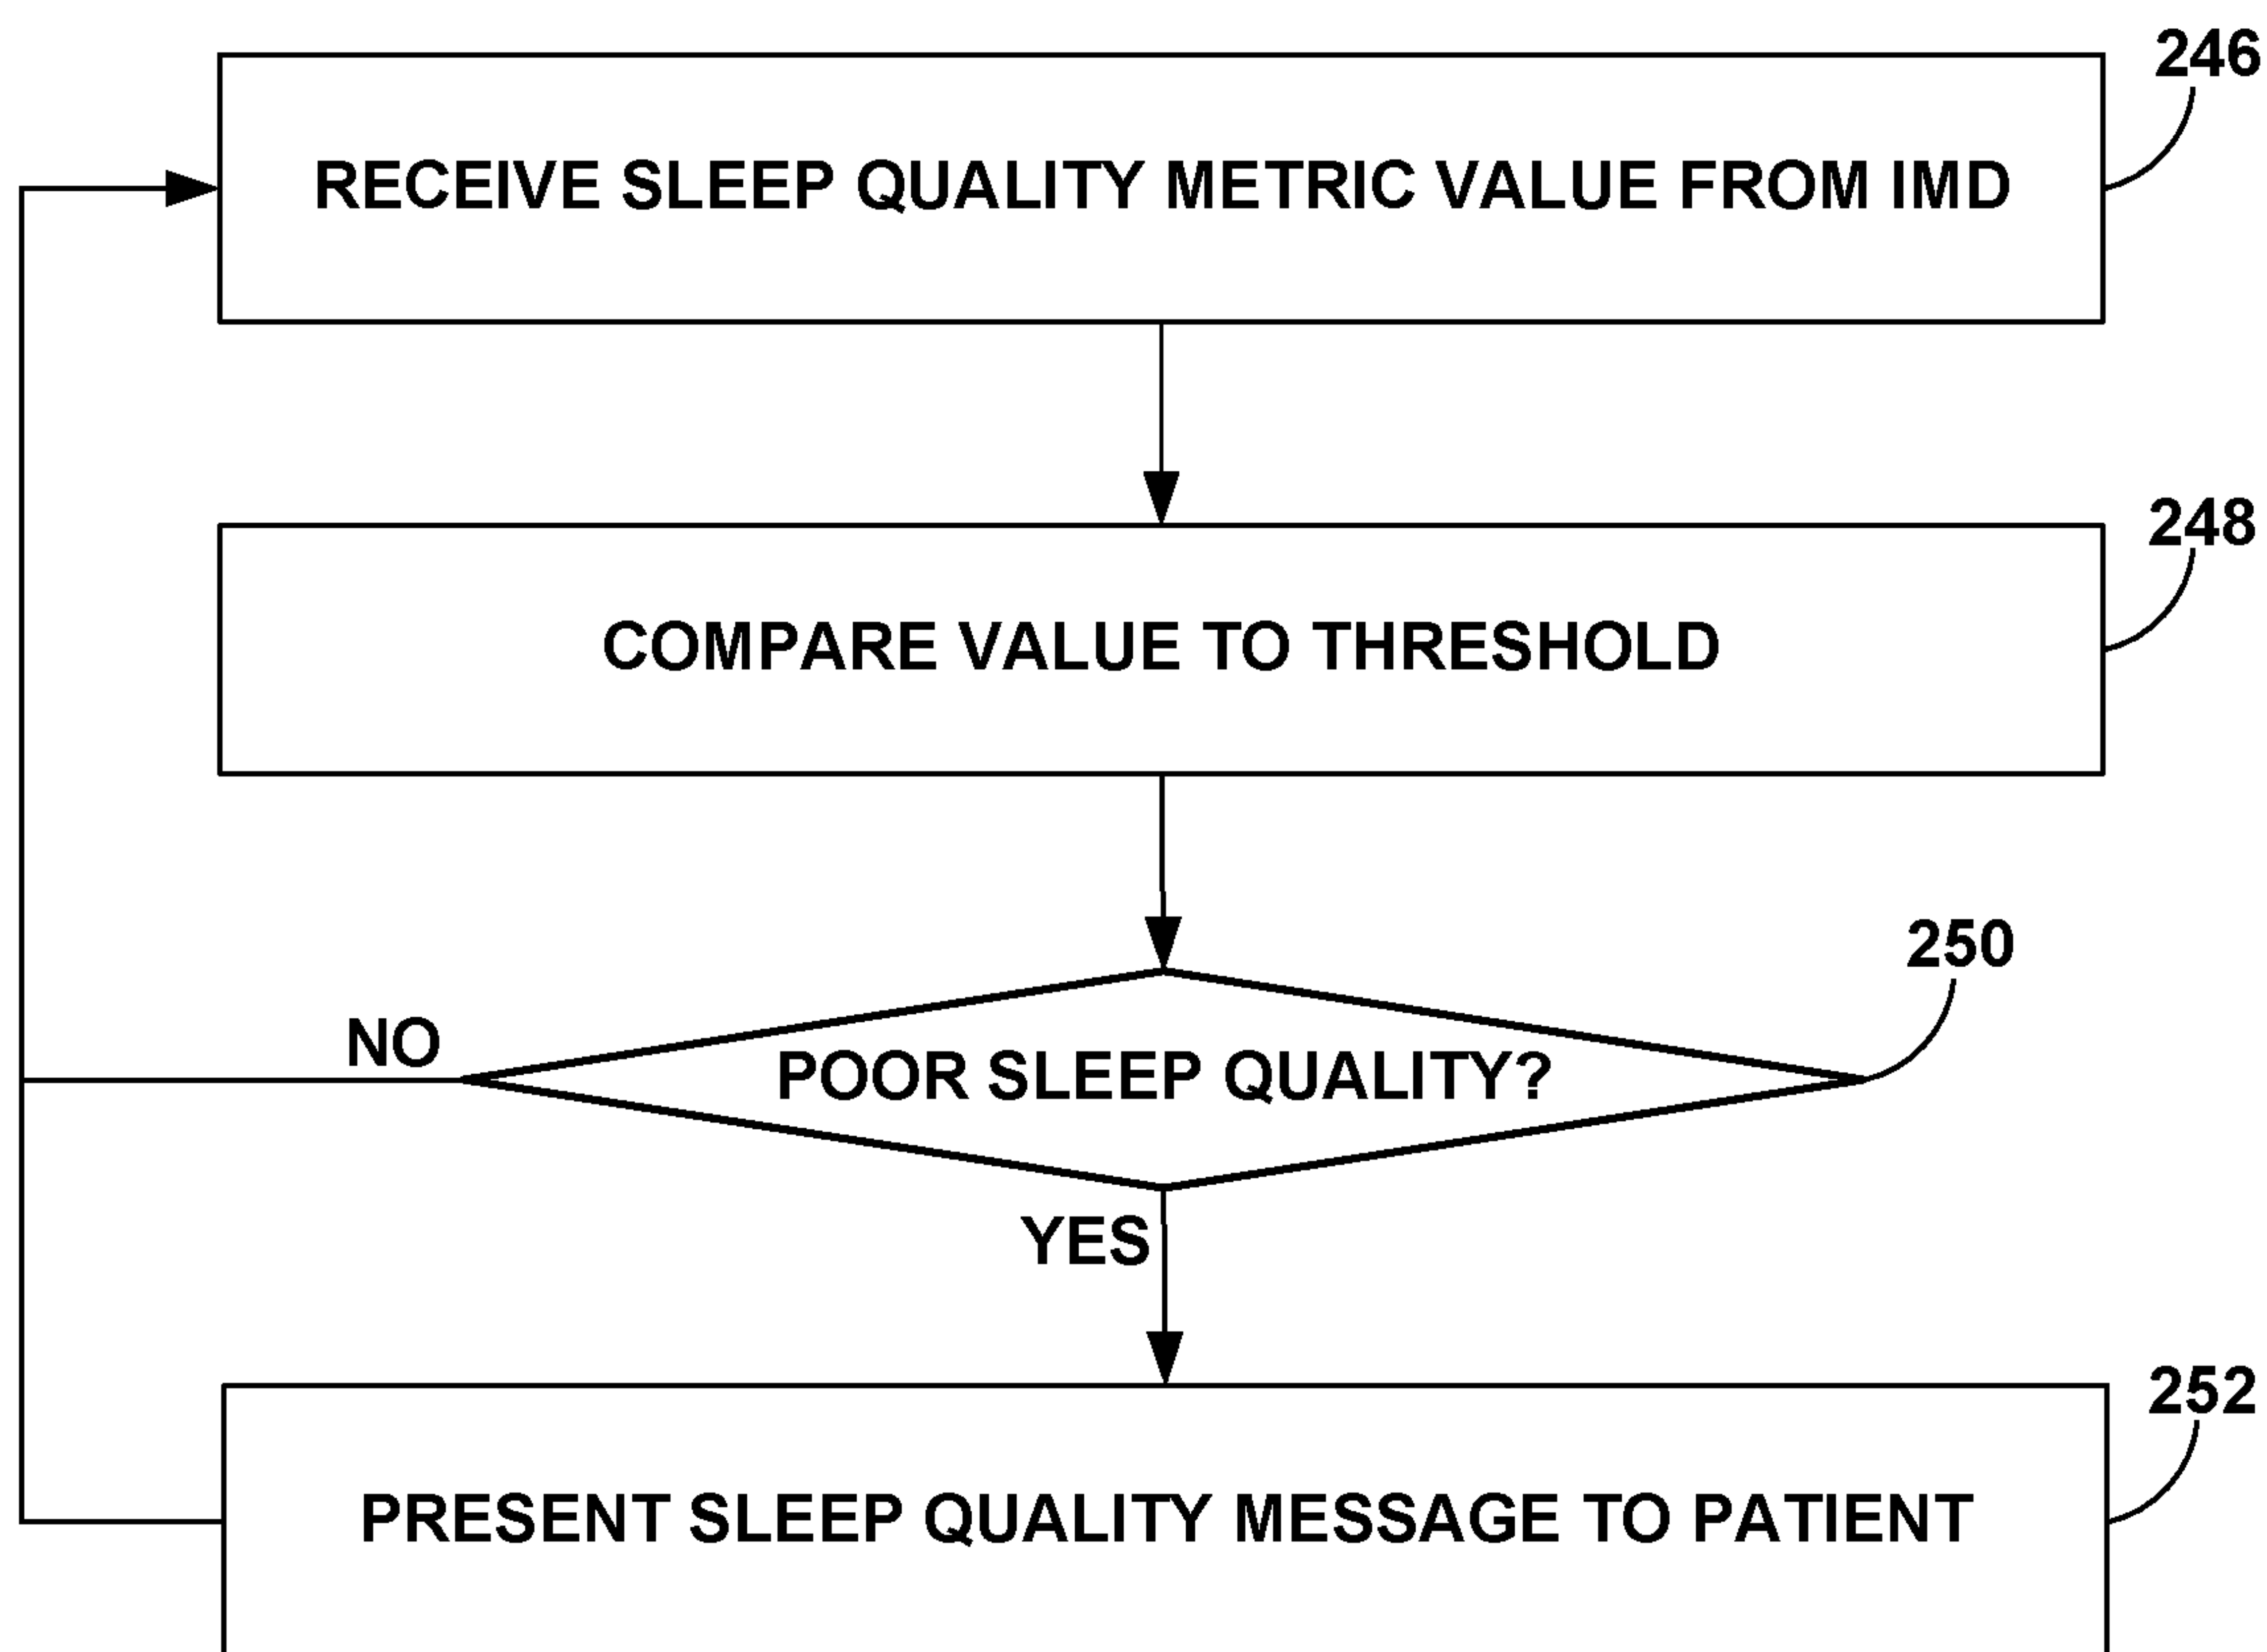 246
RECEIVE SLEEP QUALITY METRIC VALUE FROM IMD
248
COMPARE VALUE TO THRESHOLD
250
NO
POOR SLEEP QUALITY?
YES
252
PRESENT SLEEP QUALITY MESSAGE TO PATIENT